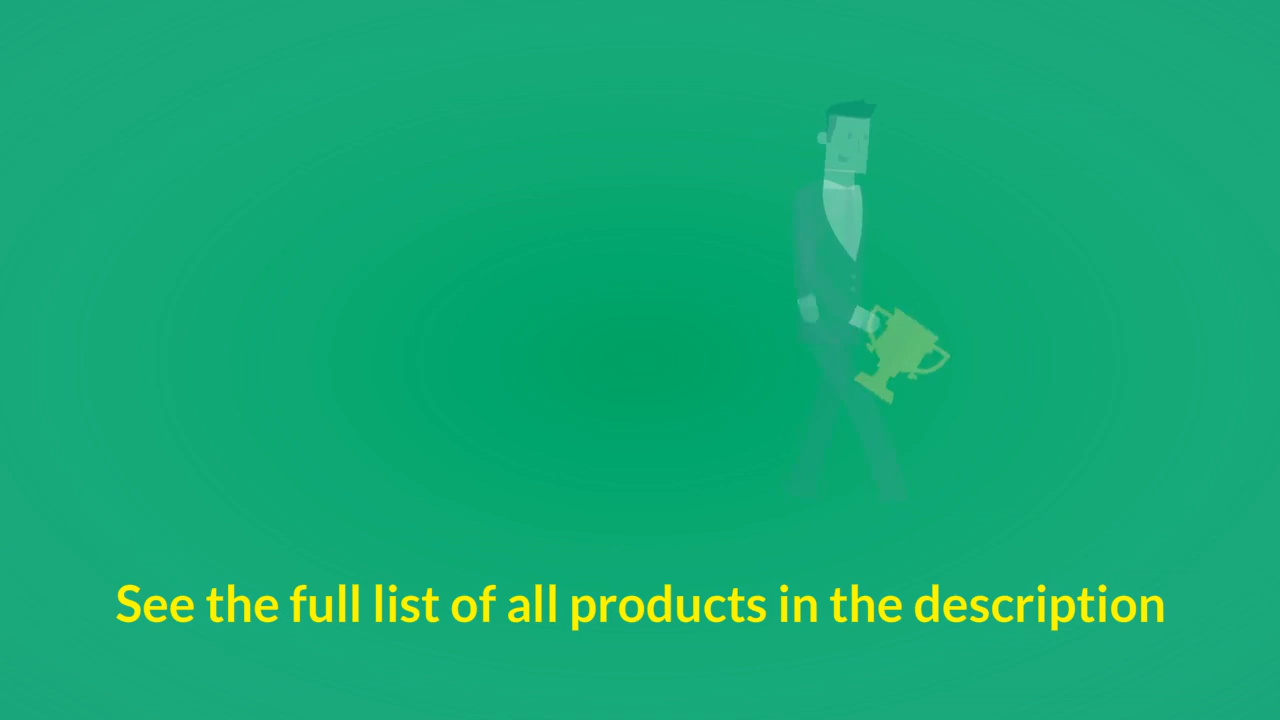 See the full list of all products in the description